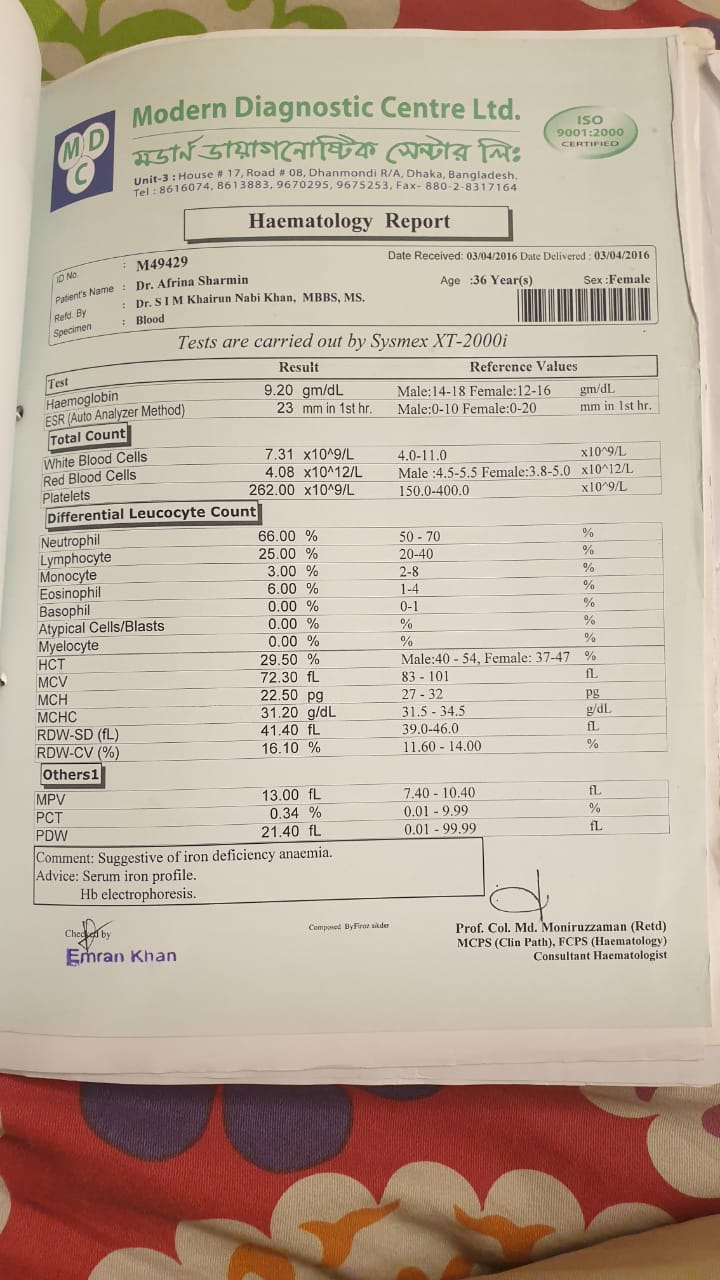 Modern Diagnostic Centre Ltd.
মডার্ন ডায়াগনোষ্টিক সেন্টার লিঃ
Unit-3 : House # 17, Road # 08, Dhanmondi R/A, Dhaka, Bangladesh.
Tel : 8616074, 8613883, 9670295, 9675253, Fax- 880-2-8317164
MDC
ISO
9001:2000
CERTIFIED
Haematology Report
ID No. : M49429 Date Received: 03/04/2016 Date Delivered : 03/04/2016
Patient's Name : Dr. Afrina Sharmin Age :36 Year(s) Sex :Female
Refd. By : Dr. S I M Khairun Nabi Khan, MBBS, MS.
Specimen : Blood
Tests are carried out by Sysmex XT-2000i
Test Result Reference Values
Haemoglobin 9.20 gm/dL Male:14-18 Female:12-16 gm/dL
ESR (Auto Analyzer Method) 23 mm in 1st hr. Male:0-10 Female:0-20 mm in 1st hr.
Total Count
White Blood Cells 7.31 x10^9/L 4.0-11.0 x10^9/L
Red Blood Cells 4.08 x10^12/L Male :4.5-5.5 Female:3.8-5.0 x10^12/L
Platelets 262.00 x10^9/L 150.0-400.0 x10^9/L
Differential Leucocyte Count
Neutrophil 66.00 % 50 - 70 %
Lymphocyte 25.00 % 20-40 %
Monocyte 3.00 % 2-8 %
Eosinophil 6.00 % 1-4 %
Basophil 0.00 % 0-1 %
Atypical Cells/Blasts 0.00 % % %
Myelocyte 0.00 % % %
HCT 29.50 % Male:40 - 54, Female: 37-47 %
MCV 72.30 fL 83 - 101 fL
MCH 22.50 pg 27 - 32 pg
MCHC 31.20 g/dL 31.5 - 34.5 g/dL
RDW-SD (fL) 41.40 fL 39.0-46.0 fL
RDW-CV (%) 16.10 % 11.60 - 14.00 %
Others1
MPV 13.00 fL 7.40 - 10.40 fL
PCT 0.34 % 0.01 - 9.99 %
PDW 21.40 fL 0.01 - 99.99 fL
Comment: Suggestive of iron deficiency anaemia.
Advice: Serum iron profile.
Hb electrophoresis.
Checked by
Emran Khan
Composed ByFiroz sikder
Prof. Col. Md. Moniruzzaman (Retd)
MCPS (Clin Path), FCPS (Haematology)
Consultant Haematologist